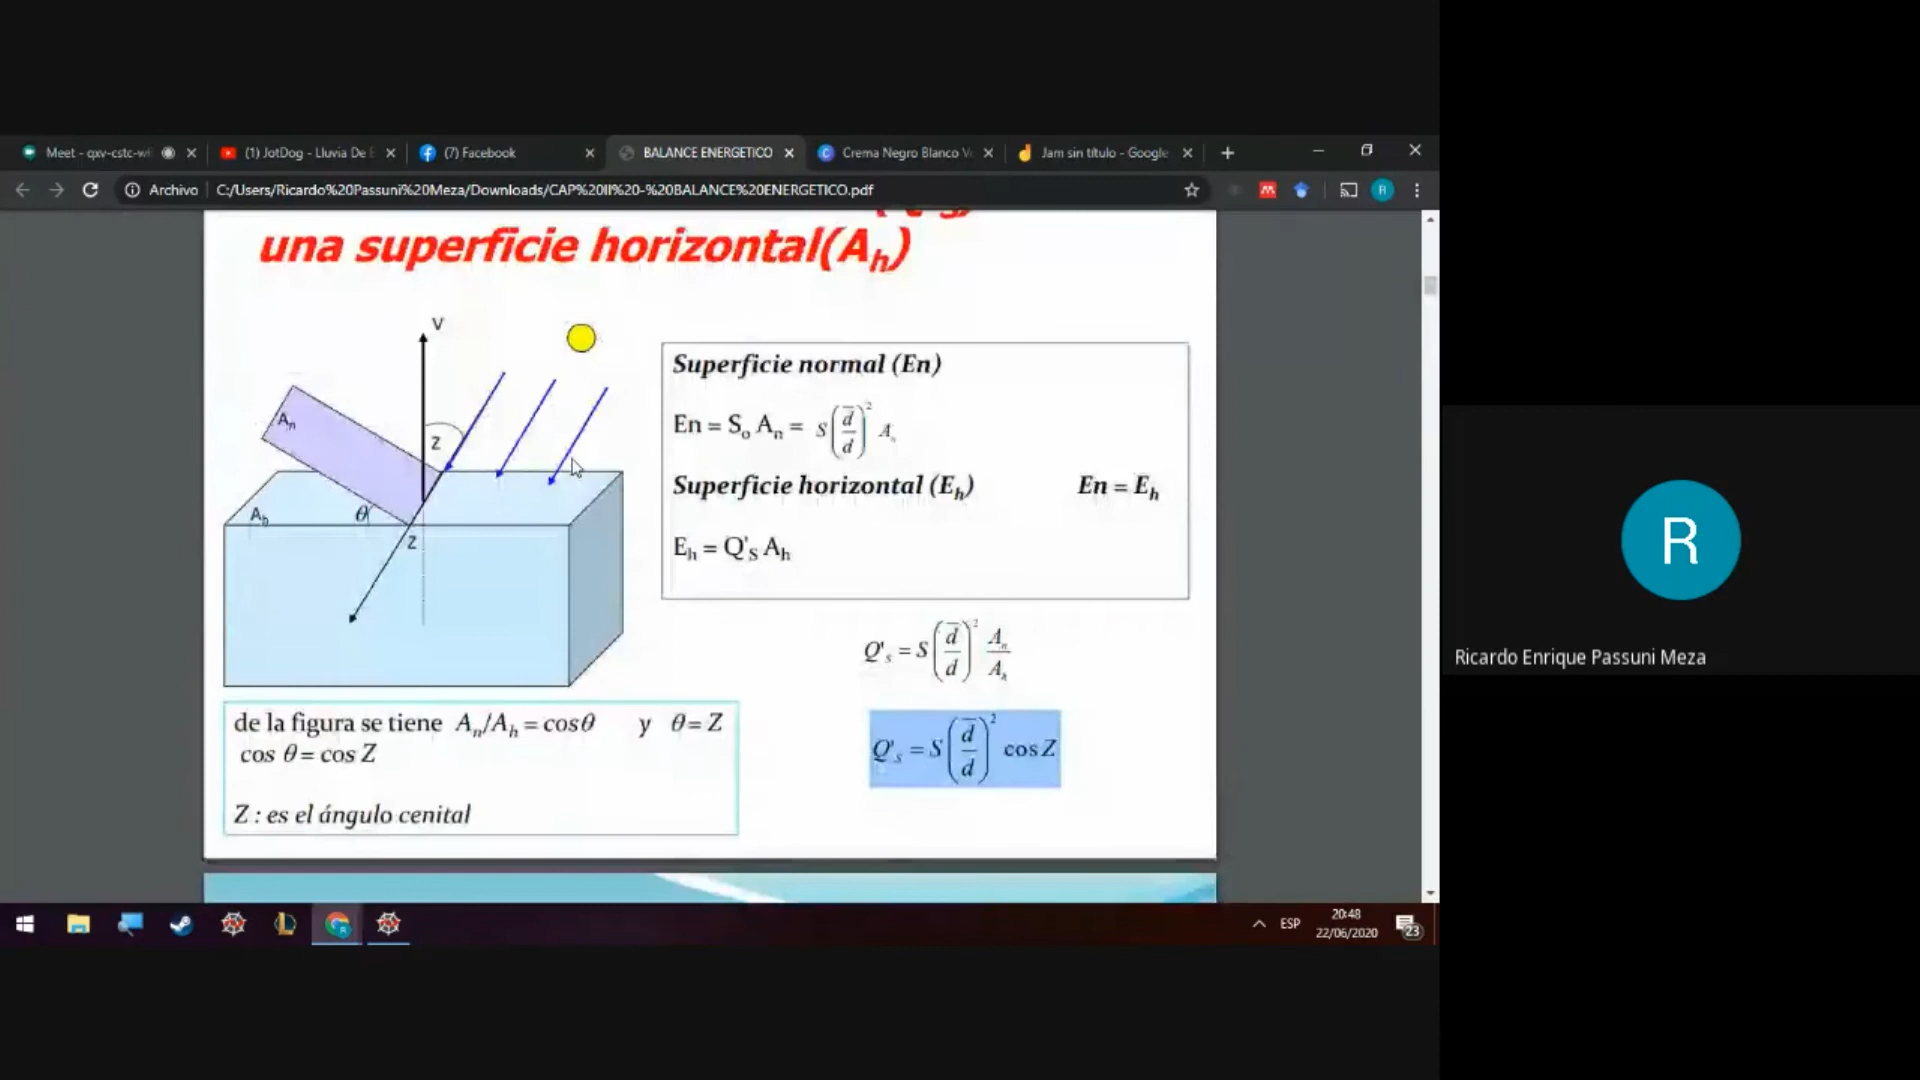 Meet - qxv-cstc-wi
(1) JotDog - Lluvia De E
(7) Facebook
BALANCE ENERGETICO
Crema Negro Blanco V
Jam sin título - Google
Archivo
C:/Users/Ricardo%20Passuni%20Meza/Downloads/CAP%20II%20-%20BALANCE%20ENERGETICO.pdf
R
una superficie horizontal(Ah)
V
An
Z
Ah
θ
Z
Superficie normal (En)
En = So An = S(d̄/d)² An
Superficie horizontal (Eh) En = Eh
Eh = Q'S Ah
Q's = S(d̄/d)² An/Ah
Q's = S(d̄/d)² cosZ
de la figura se tiene An/Ah = cosθ y θ= Z
cos θ = cos Z
Z : es el ángulo cenital
R
Ricardo Enrique Passuni Meza
ESP
20:48
22/06/2020
23